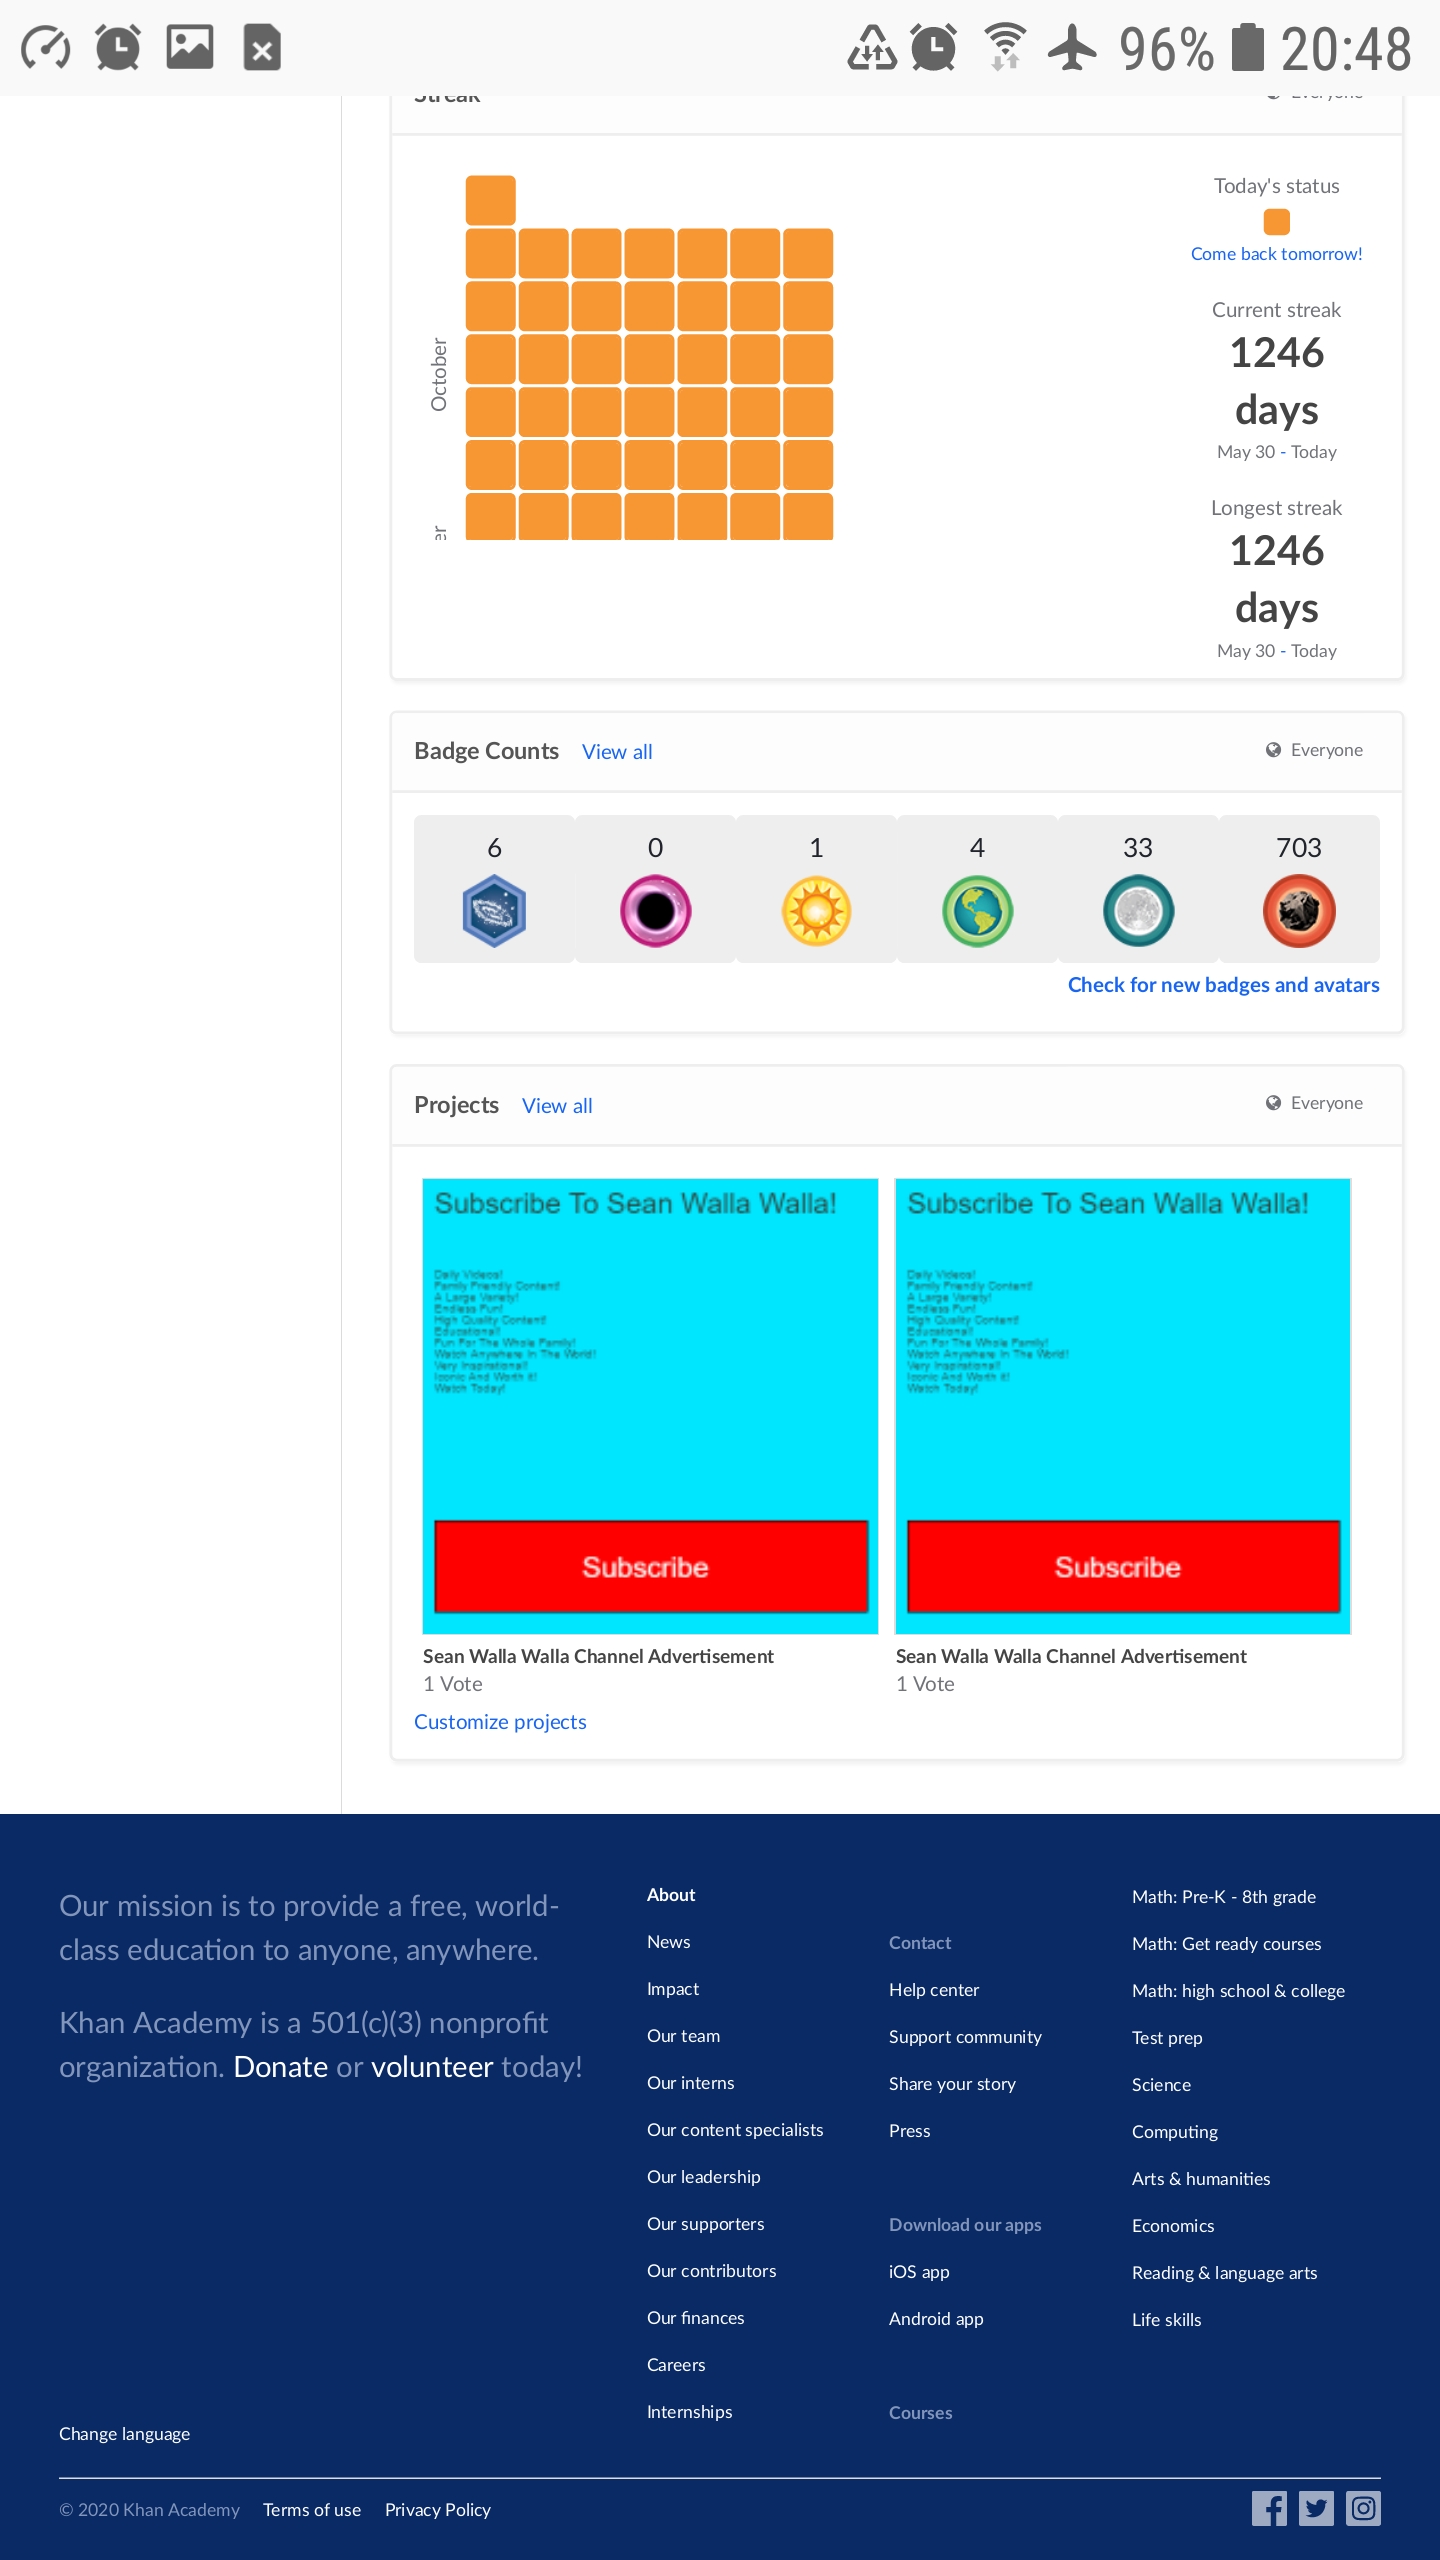 96% 20:48
Streak
Everyone
October
er
Today's status
Come back tomorrow!
Current streak
1246
days
May 30 - Today
Longest streak
1246
days
May 30 - Today
Badge Counts View all
Everyone
6 0 1 4 33 703
Check for new badges and avatars
Projects View all
Everyone
Subscribe To Sean Walla Walla!
Daily Videos!
Family Friendly Content!
A Large Variety!
Endless Fun!
High Quality Content!
Educational!
Fun For The Whole Family!
Watch Anywhere In The World!
Very Inspirational!
Iconic And Worth It!
Watch Today!
Subscribe
Sean Walla Walla Channel Advertisement
1 Vote
Subscribe To Sean Walla Walla!
Daily Videos!
Family Friendly Content!
A Large Variety!
Endless Fun!
High Quality Content!
Educational!
Fun For The Whole Family!
Watch Anywhere In The World!
Very Inspirational!
Iconic And Worth It!
Watch Today!
Subscribe
Sean Walla Walla Channel Advertisement
1 Vote
Customize projects
Our mission is to provide a free, world-
class education to anyone, anywhere.
Khan Academy is a 501(c)(3) nonprofit
organization. Donate or volunteer today!
About
News
Impact
Our team
Our interns
Our content specialists
Our leadership
Our supporters
Our contributors
Our finances
Careers
Internships
Contact
Help center
Support community
Share your story
Press
Download our apps
iOS app
Android app
Courses
Math: Pre-K - 8th grade
Math: Get ready courses
Math: high school & college
Test prep
Science
Computing
Arts & humanities
Economics
Reading & language arts
Life skills
Change language
© 2020 Khan Academy Terms of use Privacy Policy